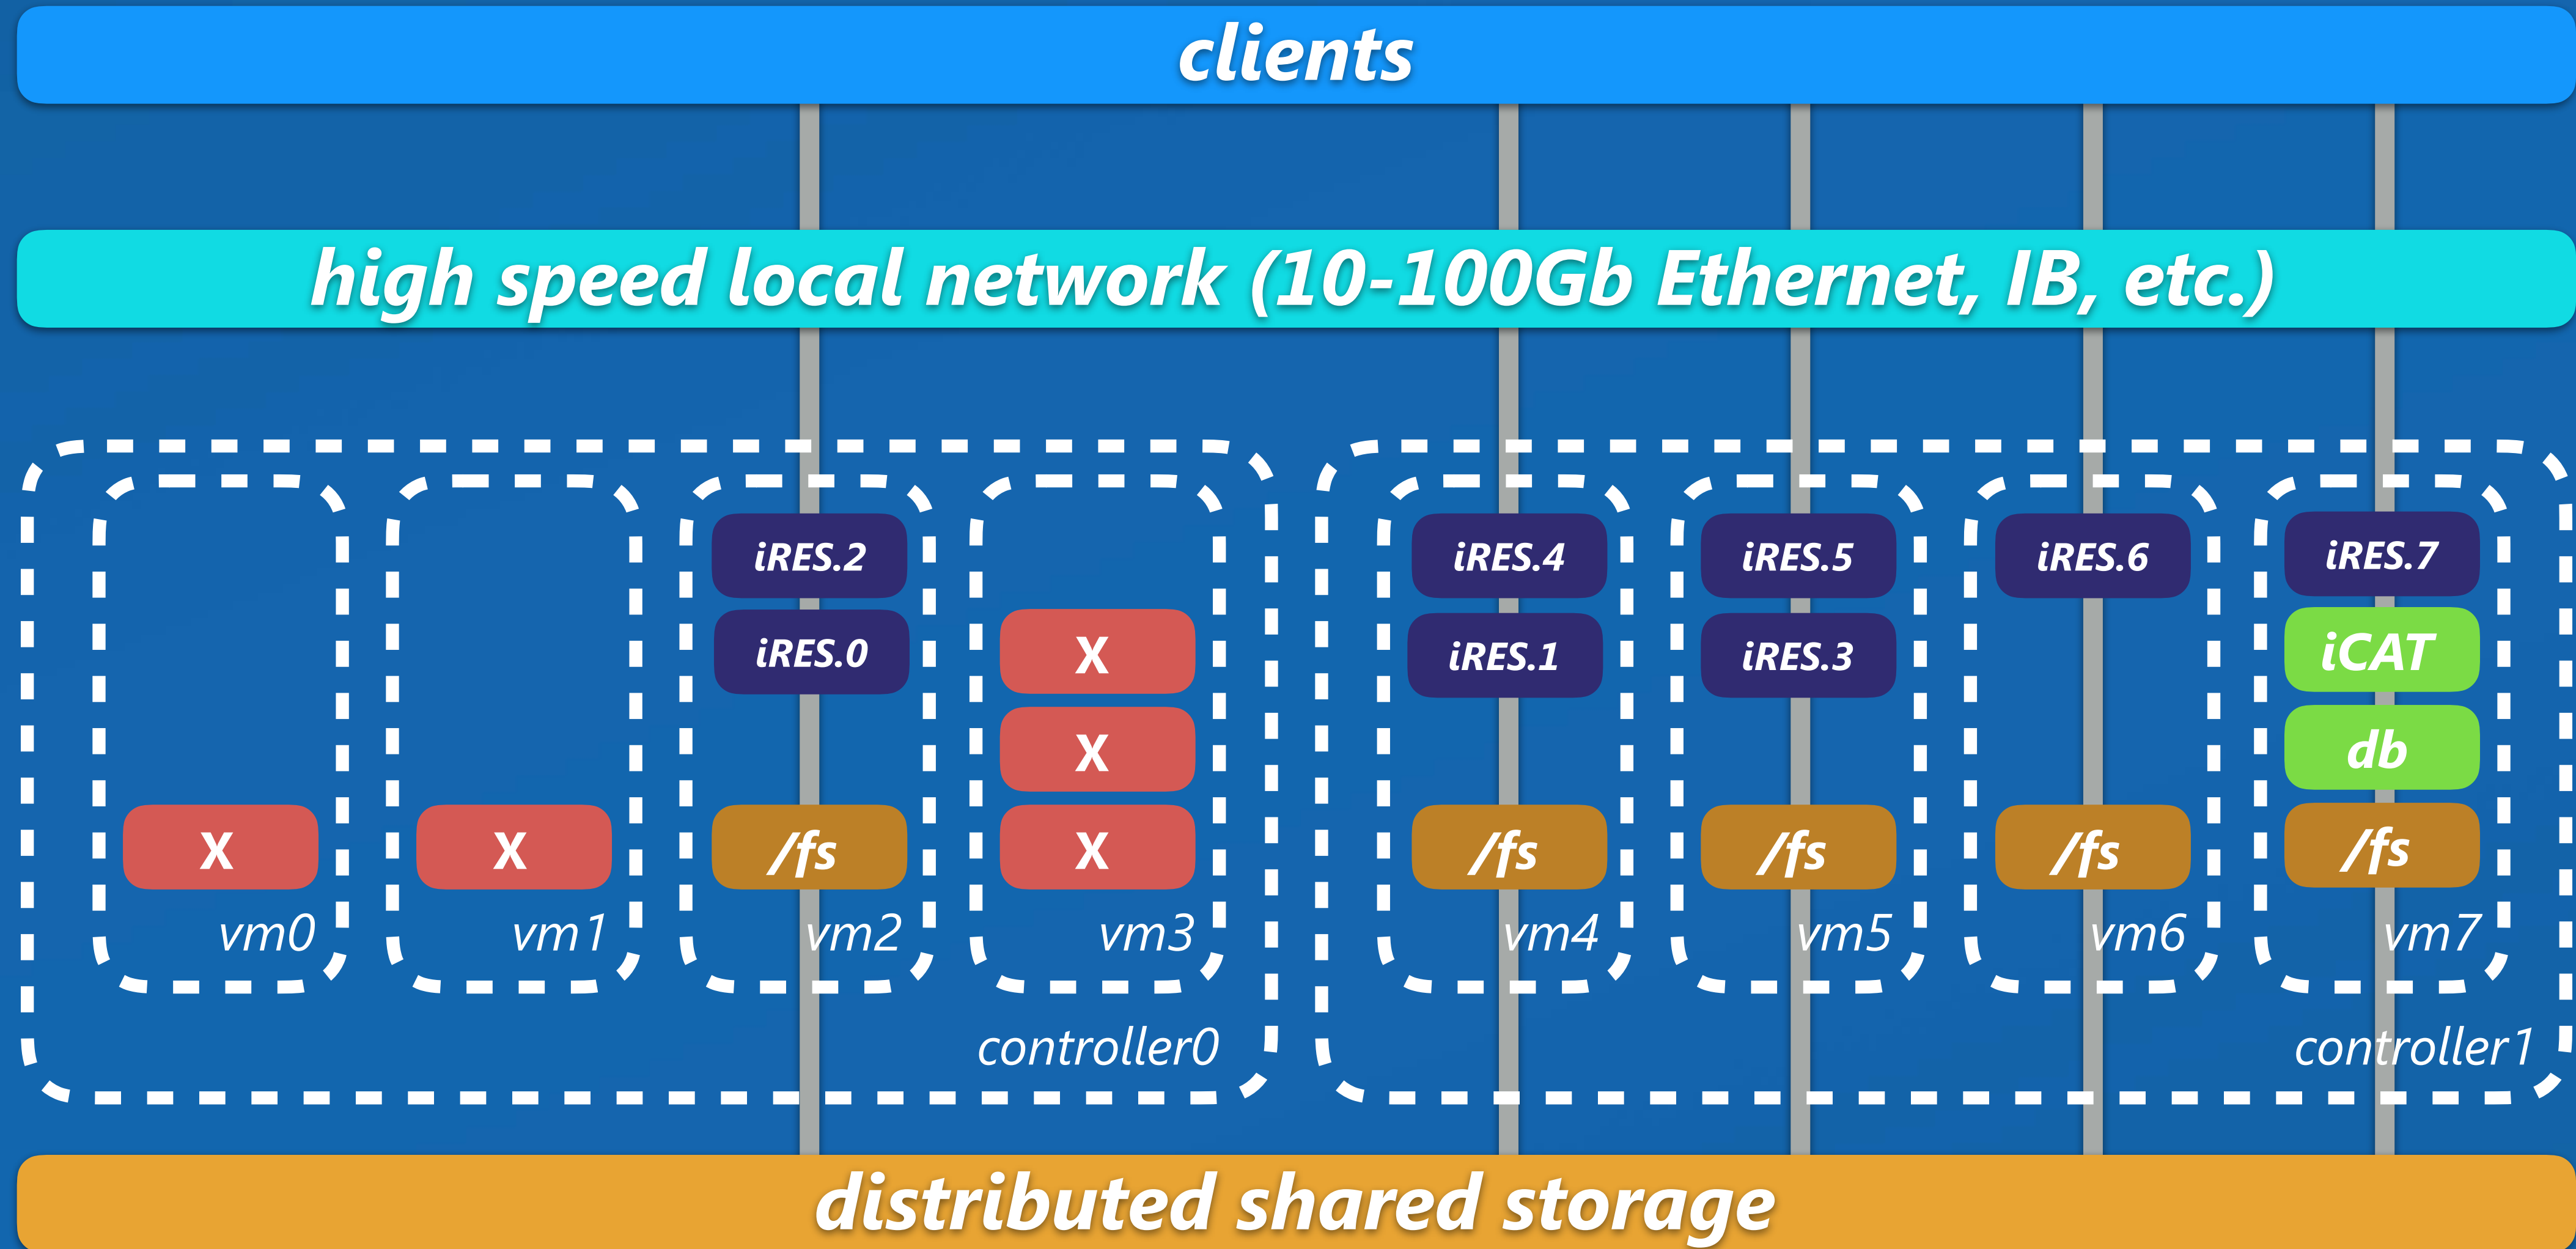 clients
high speed local network (10-100Gb Ethernet, IB, etc.)
iRES.2
iRES.4
iRES.5
iRES.6
iRES.7
iRES.0
X
iRES.1
iRES.3
iCAT
X
db
X
X
/fs
X
/fs
/fs
/fs
/fs
vm0
vm1
vm2
vm3
vm4
vm5
vm6
vm7
controller0
controller1
distributed shared storage